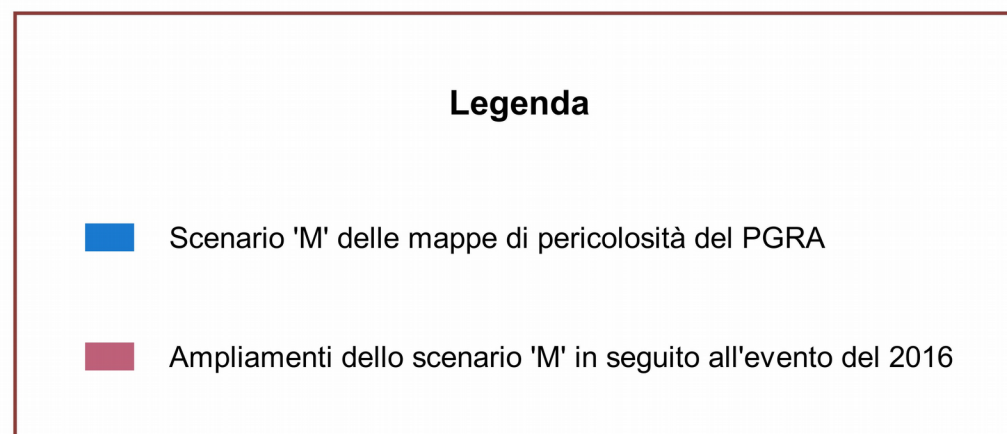 Legenda
Scenario 'M' delle mappe di pericolosità del PGRA
Ampliamenti dello scenario 'M' in seguito all'evento del 2016